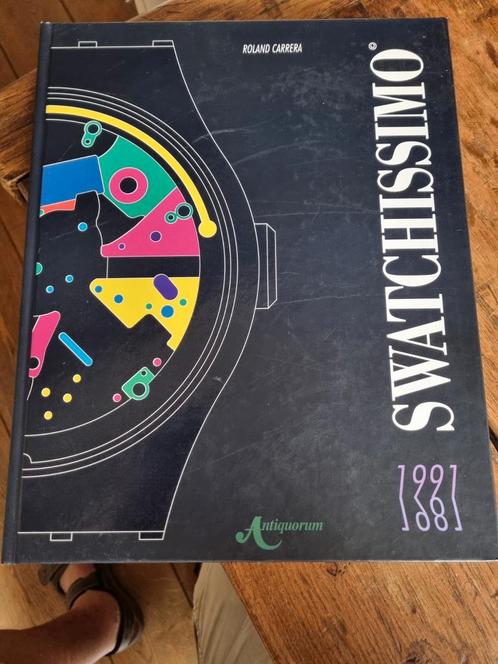 ROLAND CARRERA
SWATCHISSIMO ©
1991
1981
Antiquorum